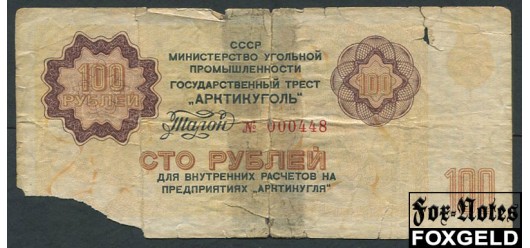 СССР
МИНИСТЕРСТВО УГОЛЬНОЙ
ПРОМЫШЛЕННОСТИ
ГОСУДАРСТВЕННЫЙ ТРЕСТ
„АРКТИКУГОЛЬ"
100
РУБЛЕЙ
100
Талон № 000448
СТО РУБЛЕЙ
ДЛЯ ВНУТРЕННИХ РАСЧЕТОВ НА
ПРЕДПРИЯТИЯХ „АРКТИКУГЛЯ"
100
Fox-Notes
FOXGELD